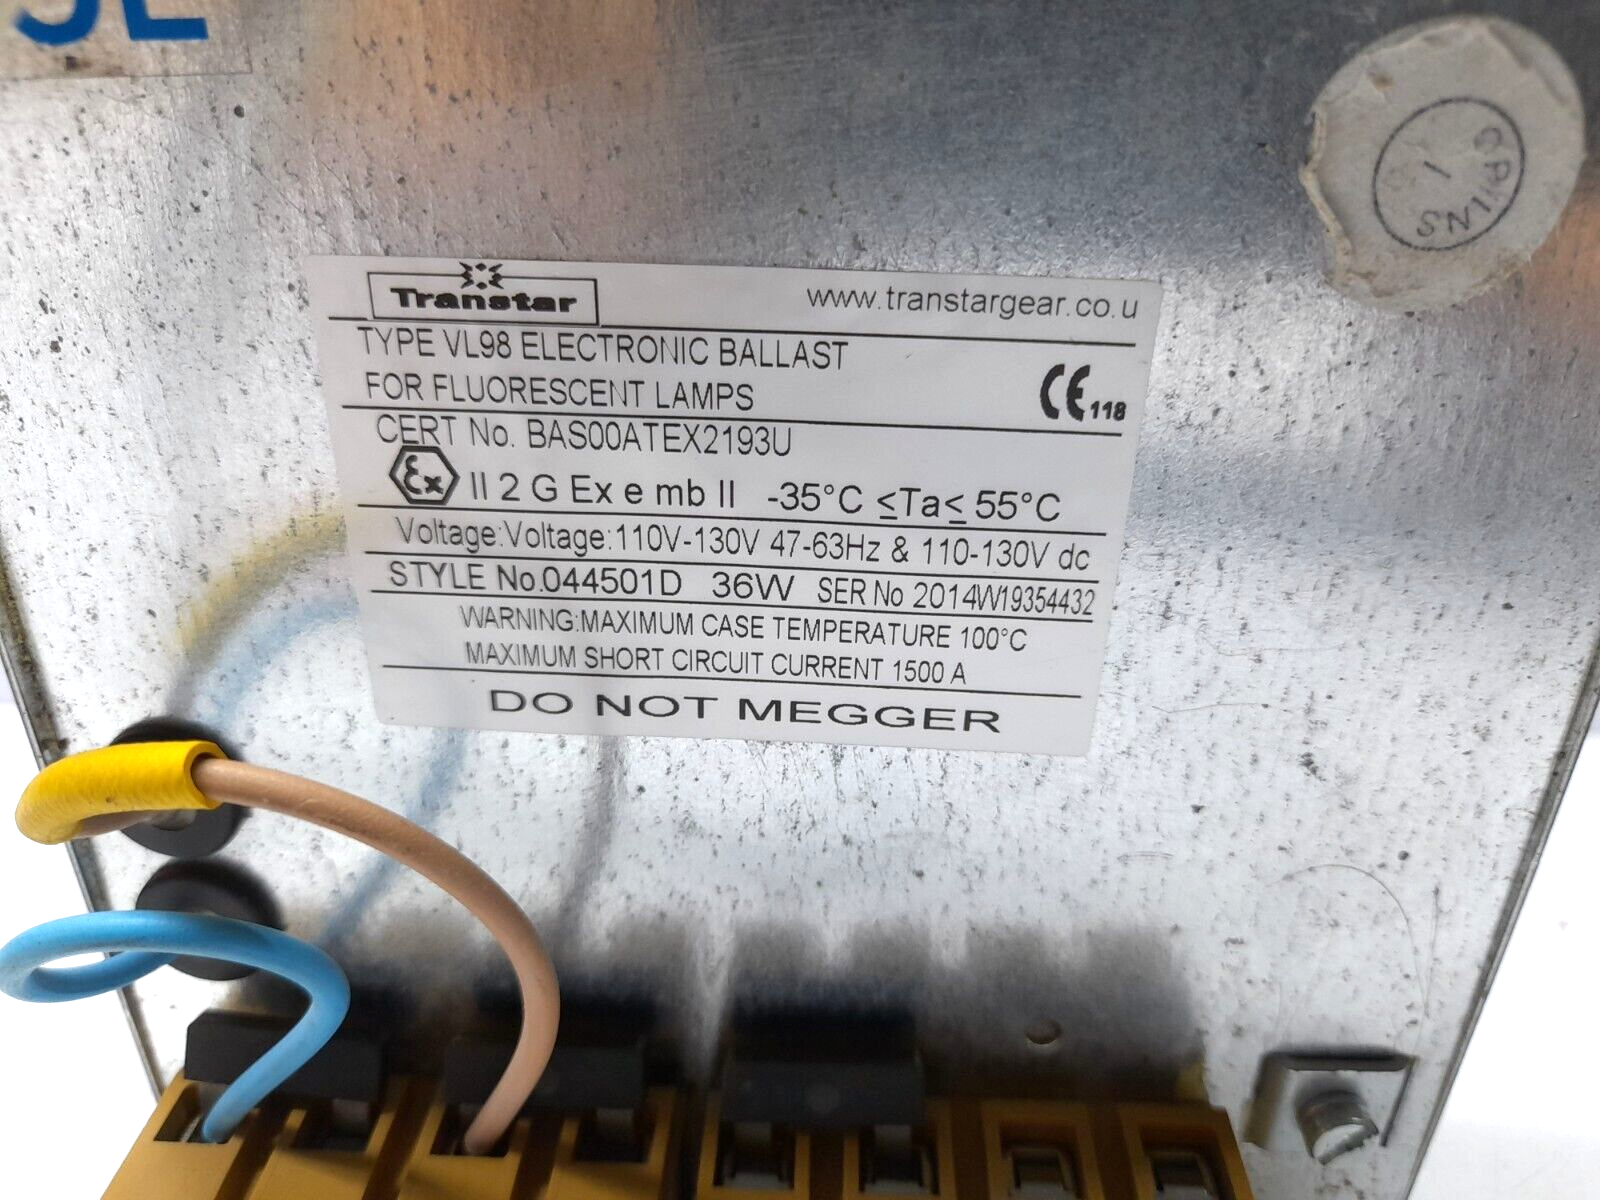 Transtar
www.transtargear.co.u
TYPE VL98 ELECTRONIC BALLAST
FOR FLUORESCENT LAMPS
CE 118
CERT No. BAS00ATEX2193U
Ex II 2 G Ex e mb II -35°C ≤Ta≤ 55°C
Voltage:Voltage:110V-130V 47-63Hz & 110-130V dc
STYLE No.044501D 36W SER No 2014W19354432
WARNING:MAXIMUM CASE TEMPERATURE 100°C
MAXIMUM SHORT CIRCUIT CURRENT 1500 A
DO NOT MEGGER